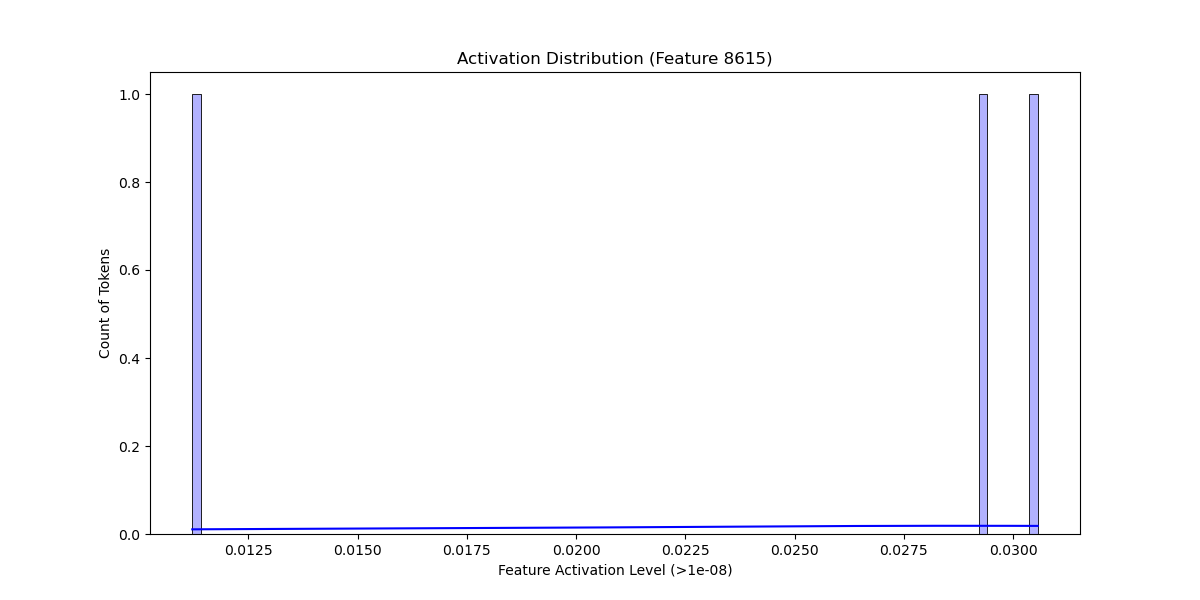 Activation Distribution (Feature 8615)
1.0
0.8
0.6
0.4
0.2
0.0
Count of Tokens
0.0125 0.0150 0.0175 0.0200 0.0225 0.0250 0.0275 0.0300
Feature Activation Level (>1e-08)